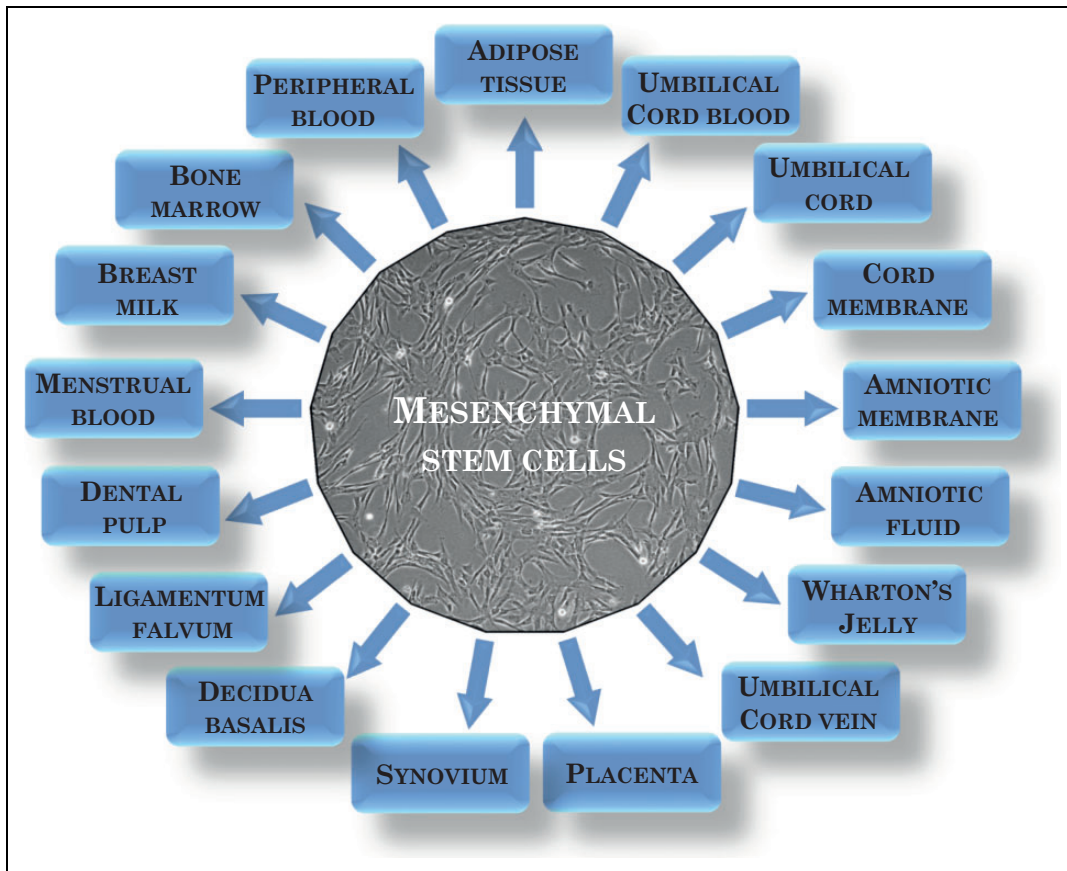 ADIPOSE
TISSUE
UMBILICAL
CORD BLOOD
UMBILICAL
CORD
CORD
MEMBRANE
AMNIOTIC
MEMBRANE
AMNIOTIC
FLUID
WHARTON'S
JELLY
UMBILICAL
CORD VEIN
PLACENTA
SYNOVIUM
DECIDUA
BASALIS
LIGAMENTUM
FALVUM
DENTAL
PULP
MENSTRUAL
BLOOD
BREAST
MILK
BONE
MARROW
PERIPHERAL
BLOOD
MESENCHYMAL
STEM CELLS